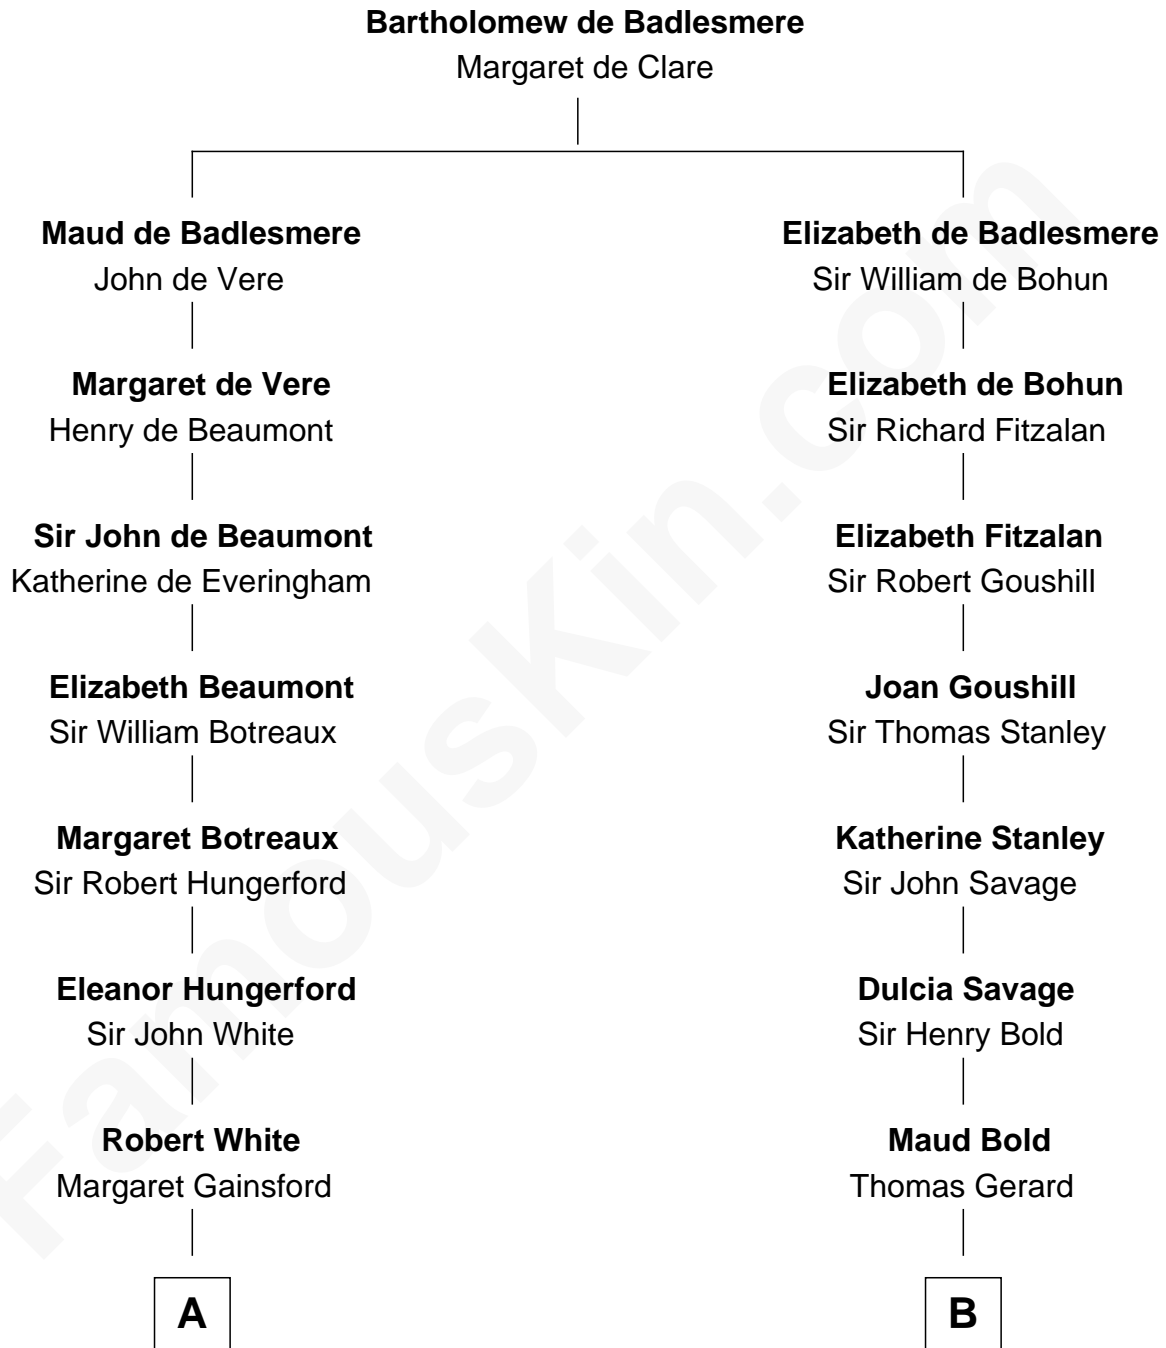 Bartholomew de Badlesmere
Margaret de Clare
Maud de Badlesmere
John de Vere
Margaret de Vere
Henry de Beaumont
Sir John de Beaumont
Katherine de Everingham
Elizabeth Beaumont
Sir William Botreaux
Margaret Botreaux
Sir Robert Hungerford
Eleanor Hungerford
Sir John White
Robert White
Margaret Gainsford
A
Elizabeth de Badlesmere
Sir William de Bohun
Elizabeth de Bohun
Sir Richard Fitzalan
Elizabeth Fitzalan
Sir Robert Goushill
Joan Goushill
Sir Thomas Stanley
Katherine Stanley
Sir John Savage
Dulcia Savage
Sir Henry Bold
Maud Bold
Thomas Gerard
B
FamousKin.com